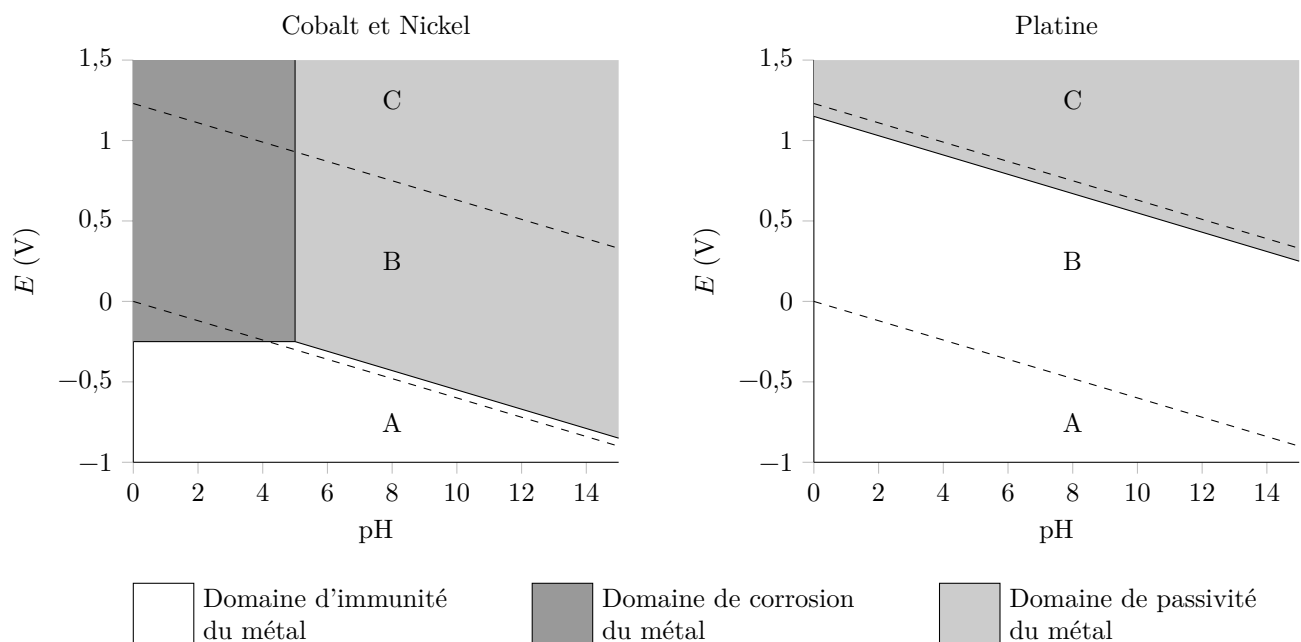 Cobalt et Nickel
1,5
1
0,5
0
−0,5
−1
E (V)
0 2 4 6 8 10 12 14
pH
C
B
A
Platine
1,5
1
0,5
0
−0,5
−1
E (V)
0 2 4 6 8 10 12 14
pH
C
B
A
Domaine d'immunité
du métal
Domaine de corrosion
du métal
Domaine de passivité
du métal